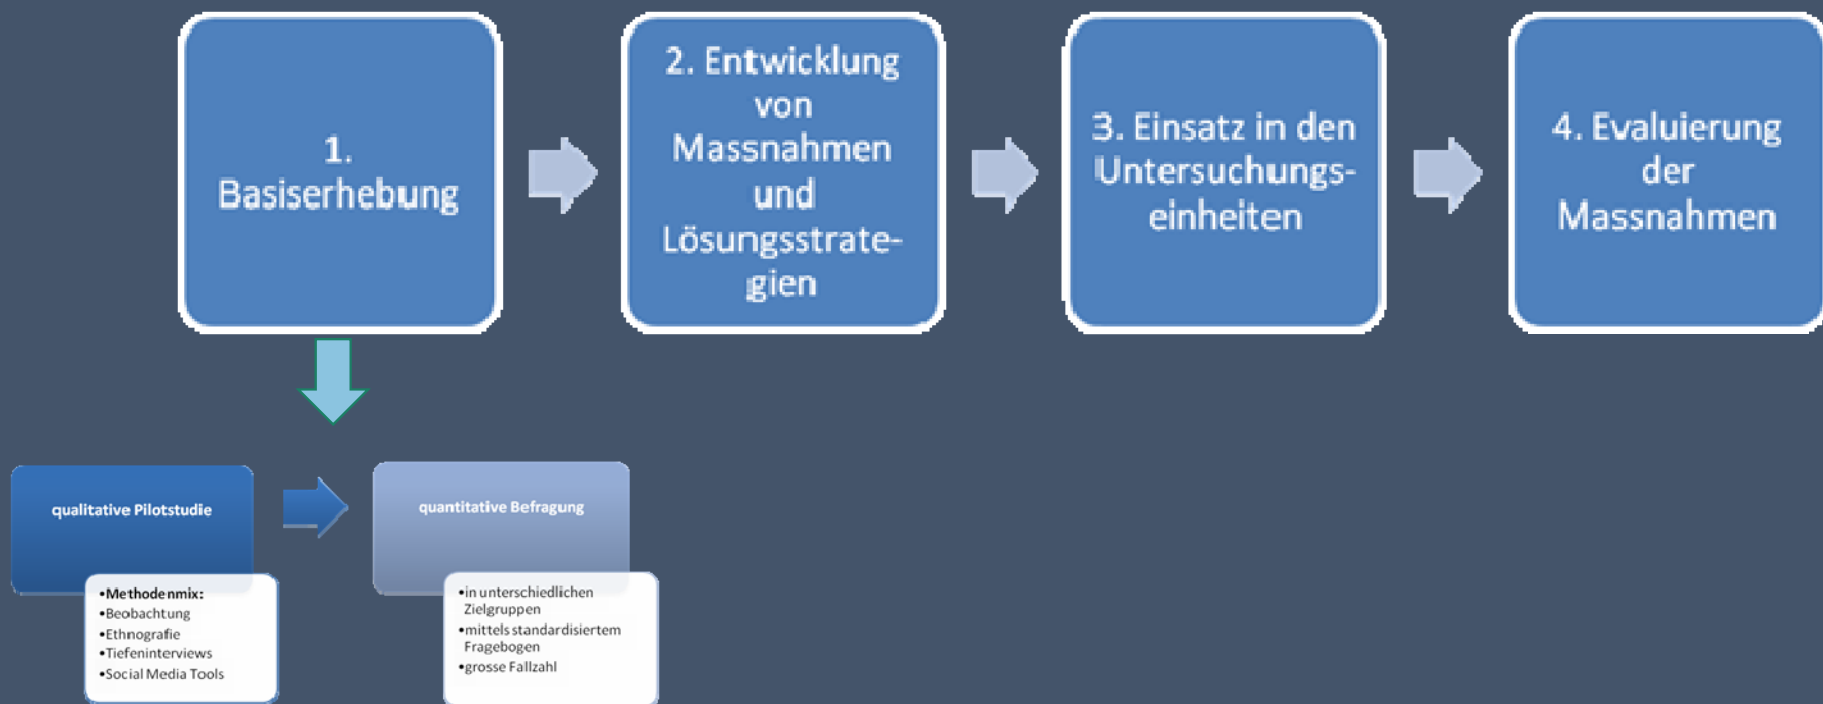 1.
Basiserhebung
2. Entwicklung
von
Massnahmen
und
Lösungsstrate-
gien
3. Einsatz in den
Untersuchungs-
einheiten
4. Evaluierung
der
Massnahmen
qualitative Pilotstudie
•Methodenmix:
•Beobachtung
•Ethnografie
•Tiefeninterviews
•Social Media Tools
quantitative Befragung
•in unterschiedlichen
Zielgruppen
•mittels standardisiertem
Fragebogen
•grosse Fallzahl